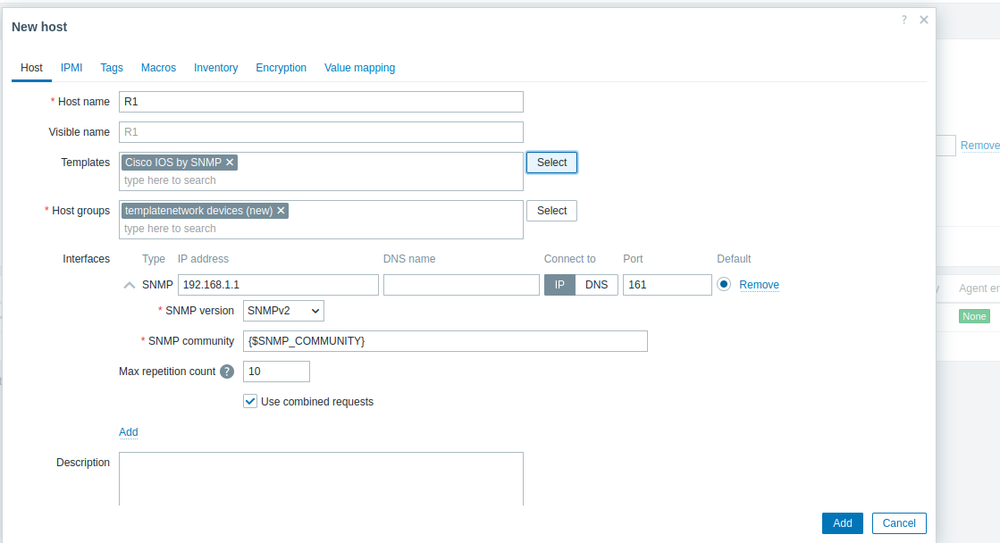 New host
?
Host IPMI Tags Macros Inventory Encryption Value mapping
* Host name R1
Visible name R1
Templates Cisco IOS by SNMP Select
type here to search
* Host groups templatenetwork devices (new) Select
type here to search
Interfaces Type IP address DNS name Connect to Port Default
SNMP 192.168.1.1 IP DNS 161 Remove
* SNMP version SNMPv2
* SNMP community {$SNMP_COMMUNITY}
Max repetition count ? 10
Use combined requests
Add
Description
Add Cancel
Remove
Agent er
None